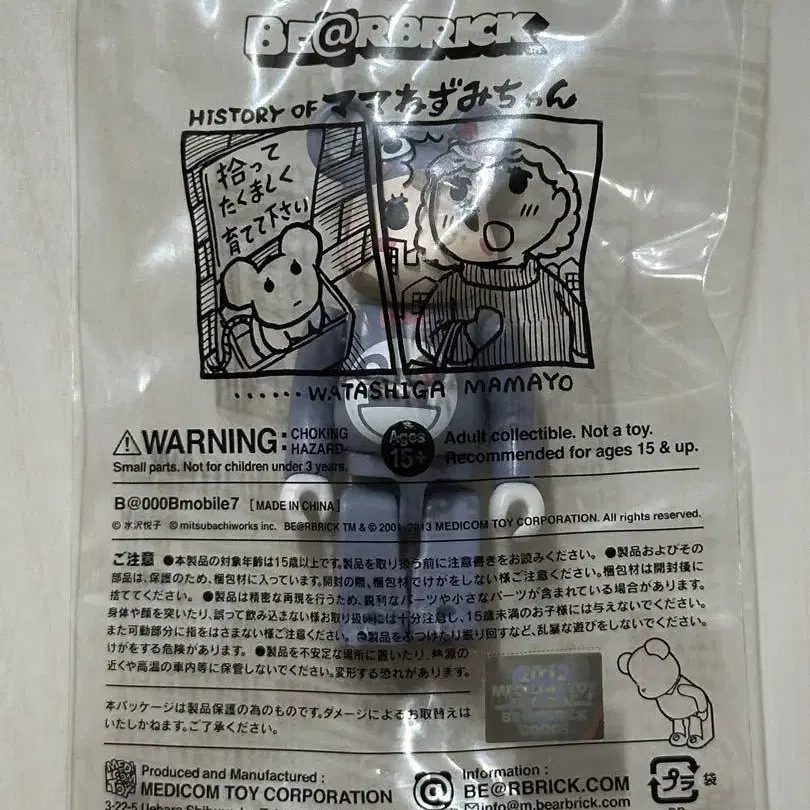 BE@RBRICK TM
HISTORY OF ママねずみちゃん
拾って
たくましく
育てて下さい
......WATASHIGA MAMAYO
WARNING: CHOKING HAZARD-
Small parts. Not for children under 3 years.
Ages 15+
Adult collectible. Not a toy.
Recommended for ages 15 & up.
B@000Bmobile7 [MADE IN CHINA]
© 水沢悦子 © mitsubachiworks inc. BE@RBRICK TM & © 2001-2013 MEDICOM TOY CORPORATION. All rights reserved.
ご注意 ●本製品の対象年齢は15歳以上です。製品を取り扱う前に注意書きをお読みください。 ●製品およびその
部品は、保護のため、梱包材に入っています。開封の際、梱包材でけがをしない様ご注意ください。梱包材は開封後に
捨ててください。 ●製品は精密な再現を行うため、鋭利なパーツや小さなパーツが含まれている場合があります。
身体や顔を突いたり、誤って飲み込まない様お取り扱いには十分注意し、15歳未満のお子様には与えないでください。
また可動部分に指をはさまない様ご注意ください。 ●製品をぶつけたり振り回すなど、乱暴な遊びをしないでください。
けがをする危険があります。 ●製品を不安定な場所に置いたり、熱源の
近くや高温の車内等に保管しないでください。変形する恐れがあります。
本パッケージは製品保護の為のものです。ダメージによるお取替えは
いたしかねます。ご了承ください。
MEDICOM TOY
BE@RBRICK
MEDI
COM
TOY
Produced and Manufactured :
MEDICOM TOY CORPORATION
3-22-5 Uehara
@
Information :
BE@RBRICK.COM
info@m.bearbrick.com
プラ
袋